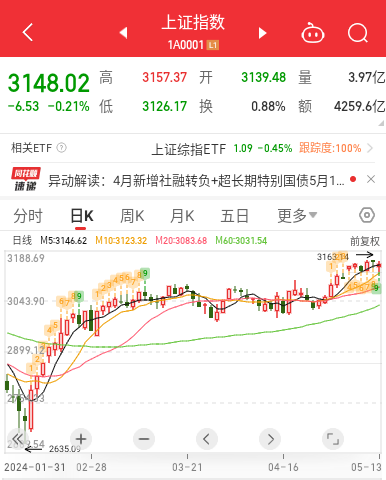 上证指数
1A0001 L1
3148.02 高 3157.37 开 3139.48 量 3.97亿
-6.53 -0.21% 低 3126.17 换 0.88% 额 4259.6亿
相关ETF ? 上证综指ETF 1.09 -0.45% 跟踪度:100%
同花顺速递 异动解读：4月新增社融转负+超长期特别国债5月1...
分时 日K 周K 月K 五日 更多
日线 M5:3146.62 M10:3123.32 M20:3083.68 M60:3031.54 前复权
3188.69
3163.14
3043.90
2899.12
2635.09
2024-01-31 02-28 03-21 04-16 05-13